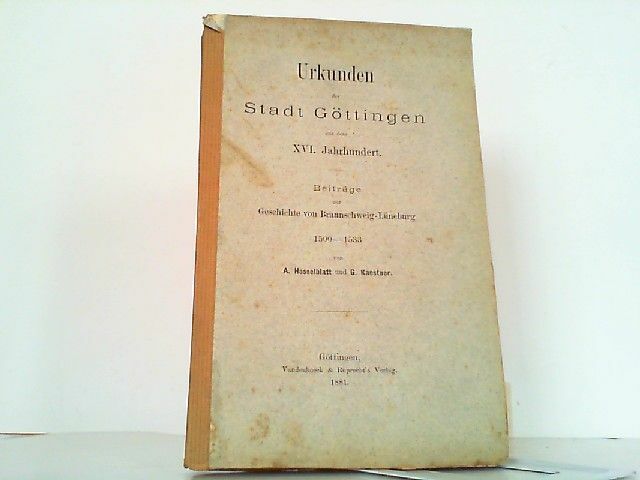 Urkunden
der
Stadt Göttingen
aus dem
XVI. Jahrhundert.
Beiträge
zur
Geschichte von Braunschweig-Lüneburg
1500—1533
von
A. Hasselblatt und G. Kaestner.
Göttingen,
Vandenhoeck & Ruprecht's Verlag.
1881.